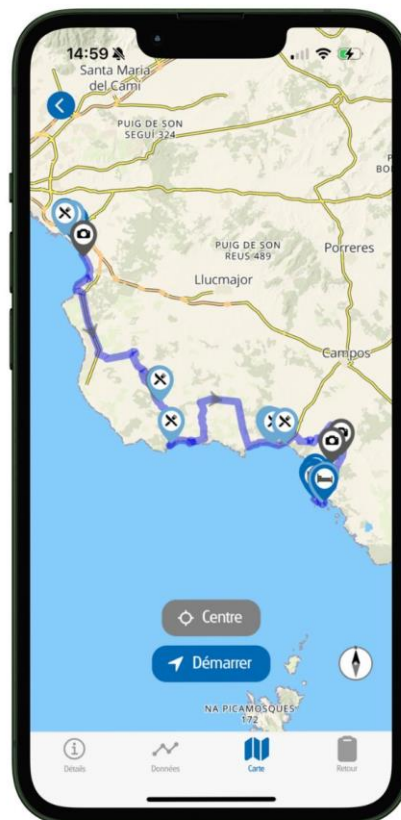 14:59
Santa Maria
del Camí
PUIG DE SON
SEGUÍ 324
PUIG DE SON
REUS 489
Porreres
Llucmajor
Campos
Centre
Démarrer
NA PICAMOSQUES
172
Détails
Données
Carte
Retour